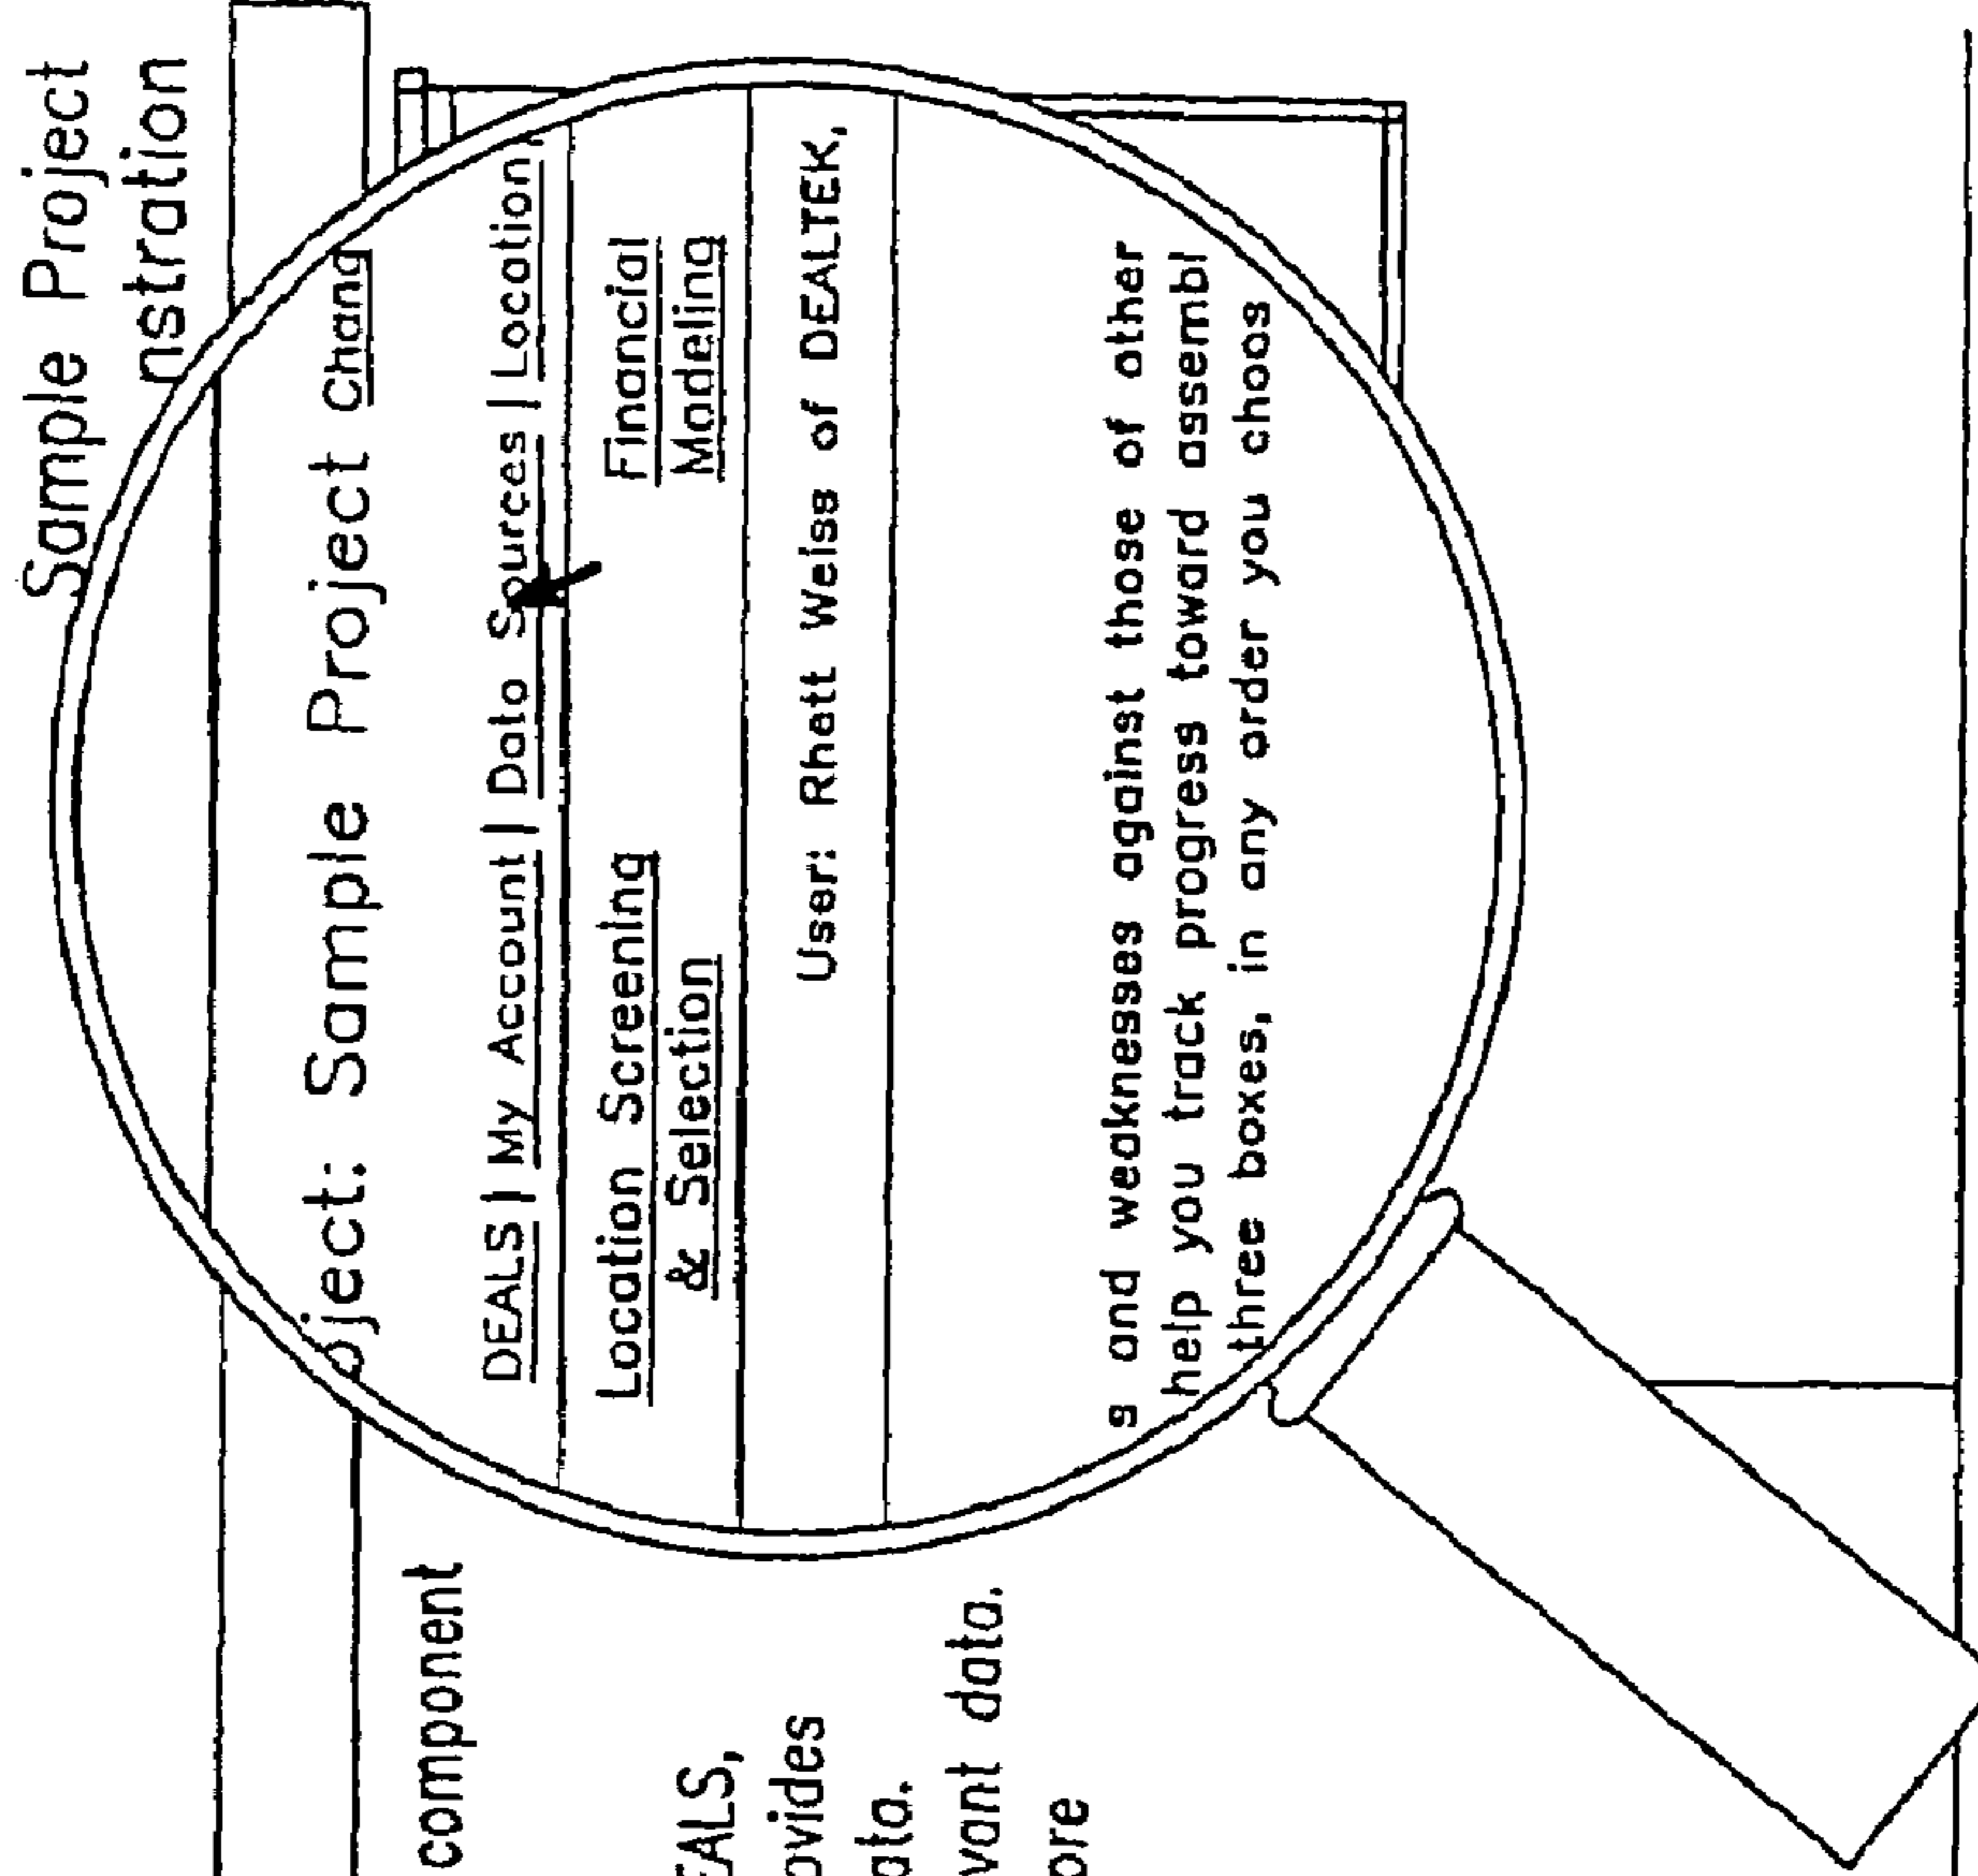 Sample Project
nstration
oject: Sample Project chang
DEALS | My Account | Data Sources | Location
Location Screening
& Selection
Financial
Modeling
User: Rhett Weiss of DEALTEK,
s and weaknesses against those of other
help you track progress toward assembl
three boxes, in any order you choos
component
EALS,
ovides
ata.
vant data.
ore